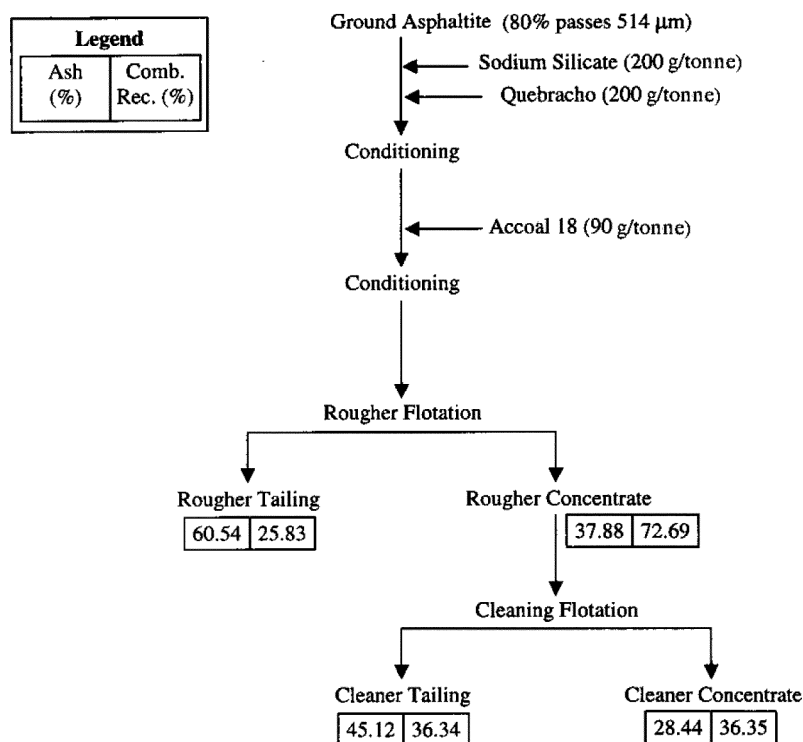 Legend
Ash
(%)
Comb.
Rec. (%)
Ground Asphaltite (80% passes 514 μm)
Sodium Silicate (200 g/tonne)
Quebracho (200 g/tonne)
Conditioning
Accoal 18 (90 g/tonne)
Conditioning
Rougher Flotation
Rougher Tailing
60.54 25.83
Rougher Concentrate
37.88 72.69
Cleaning Flotation
Cleaner Tailing
45.12 36.34
Cleaner Concentrate
28.44 36.35